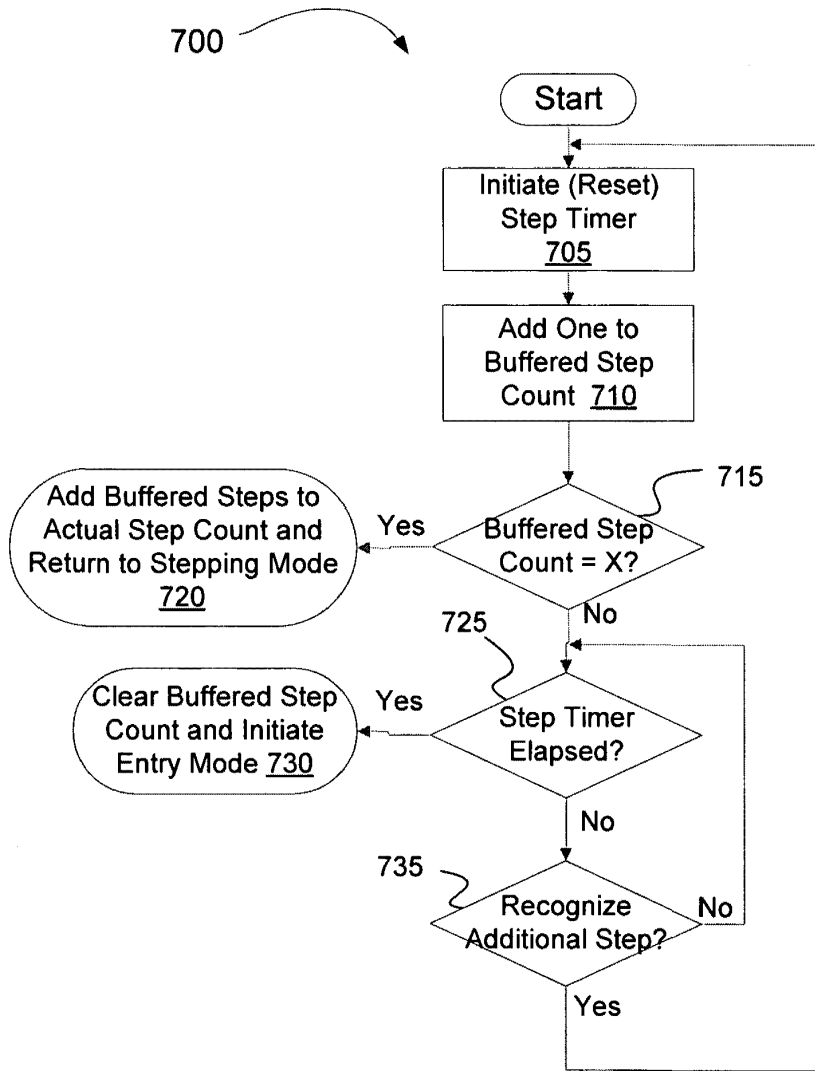 700
Start
Initiate (Reset)
Step Timer
705
Add One to
Buffered Step
Count 710
715
Add Buffered Steps to
Actual Step Count and
Return to Stepping Mode
720
Yes
Buffered Step
Count = X?
No
725
Clear Buffered Step
Count and Initiate
Entry Mode 730
Yes
Step Timer
Elapsed?
No
735
Recognize
Additional Step?
No
Yes